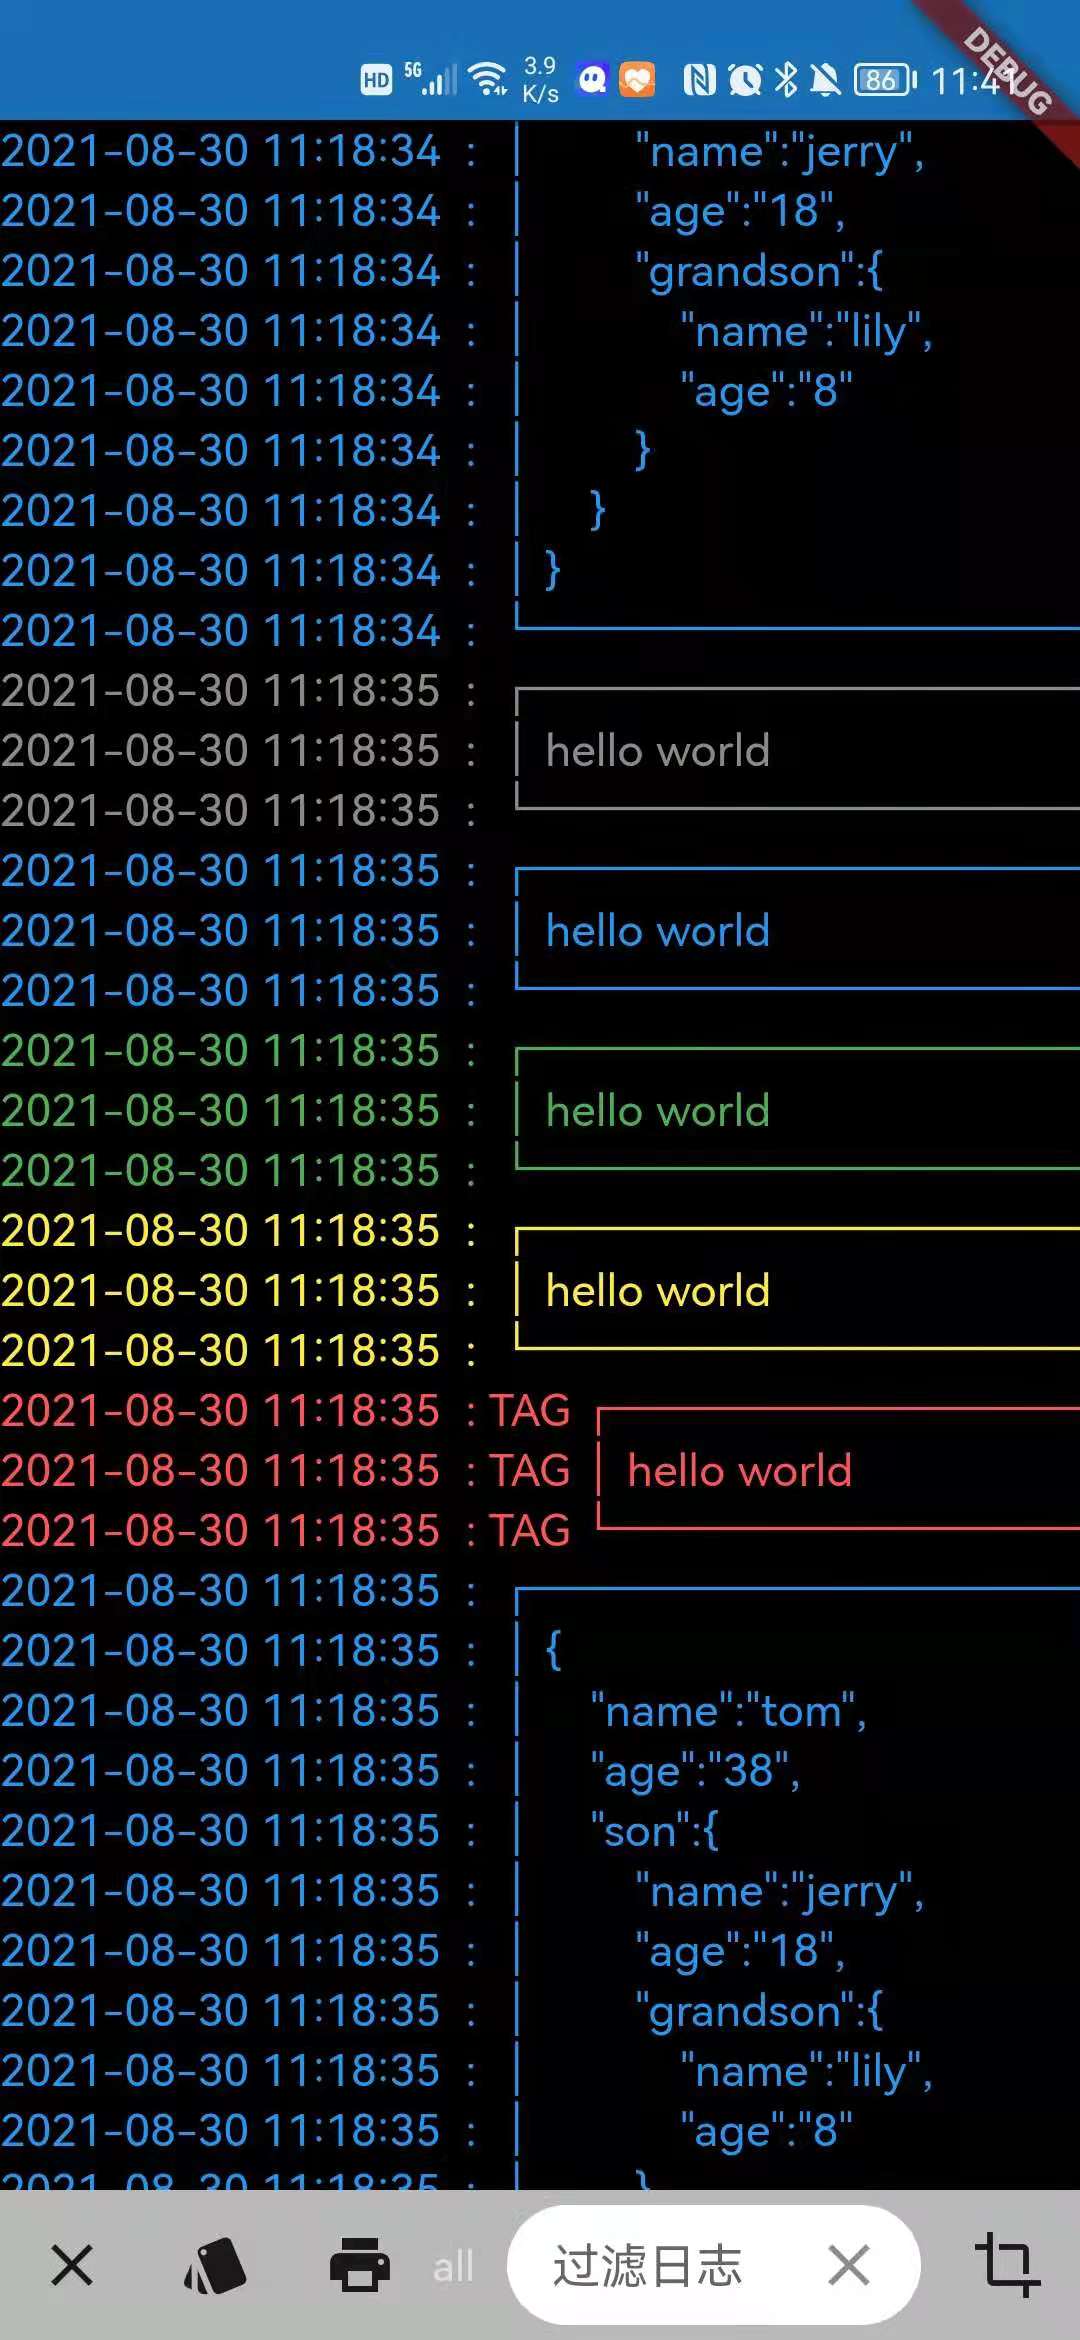 HD 5G 3.9 K/s 86 11:41
DEBUG
2021-08-30 11:18:34 : "name":"jerry",
2021-08-30 11:18:34 : "age":"18",
2021-08-30 11:18:34 : "grandson":{
2021-08-30 11:18:34 : "name":"lily",
2021-08-30 11:18:34 : "age":"8"
2021-08-30 11:18:34 : }
2021-08-30 11:18:34 : }
2021-08-30 11:18:34 : }
2021-08-30 11:18:34 :
2021-08-30 11:18:35 :
2021-08-30 11:18:35 : hello world
2021-08-30 11:18:35 :
2021-08-30 11:18:35 :
2021-08-30 11:18:35 : hello world
2021-08-30 11:18:35 :
2021-08-30 11:18:35 :
2021-08-30 11:18:35 : hello world
2021-08-30 11:18:35 :
2021-08-30 11:18:35 :
2021-08-30 11:18:35 : hello world
2021-08-30 11:18:35 :
2021-08-30 11:18:35 : TAG
2021-08-30 11:18:35 : TAG hello world
2021-08-30 11:18:35 : TAG
2021-08-30 11:18:35 :
2021-08-30 11:18:35 : {
2021-08-30 11:18:35 : "name":"tom",
2021-08-30 11:18:35 : "age":"38",
2021-08-30 11:18:35 : "son":{
2021-08-30 11:18:35 : "name":"jerry",
2021-08-30 11:18:35 : "age":"18",
2021-08-30 11:18:35 : "grandson":{
2021-08-30 11:18:35 : "name":"lily",
2021-08-30 11:18:35 : "age":"8"
2021-08-30 11:18:35 : }
all 过滤日志